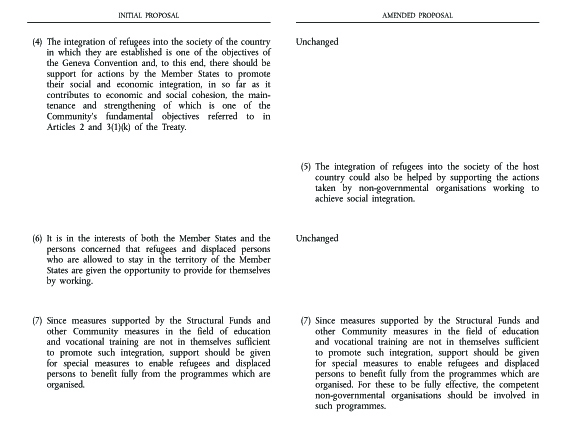 INITIAL PROPOSAL
AMENDED PROPOSAL
(4) The integration of refugees into the society of the country
in which they are established is one of the objectives of
the Geneva Convention and, to this end, there should be
support for actions by the Member States to promote
their social and economic integration, in so far as it
contributes to economic and social cohesion, the main-
tenance and strengthening of which is one of the
Community's fundamental objectives referred to in
Articles 2 and 3(1)(k) of the Treaty.
Unchanged
(5) The integration of refugees into the society of the host
country could also be helped by supporting the actions
taken by non-governmental organisations working to
achieve social integration.
(6) It is in the interests of both the Member States and the
persons concerned that refugees and displaced persons
who are allowed to stay in the territory of the Member
States are given the opportunity to provide for themselves
by working.
Unchanged
(7) Since measures supported by the Structural Funds and
other Community measures in the field of education
and vocational training are not in themselves sufficient
to promote such integration, support should be given
for special measures to enable refugees and displaced
persons to benefit fully from the programmes which are
organised.
(7) Since measures supported by the Structural Funds and
other Community measures in the field of education
and vocational training are not in themselves sufficient
to promote such integration, support should be given
for special measures to enable refugees and displaced
persons to benefit fully from the programmes which are
organised. For these to be fully effective, the competent
non-governmental organisations should be involved in
such programmes.